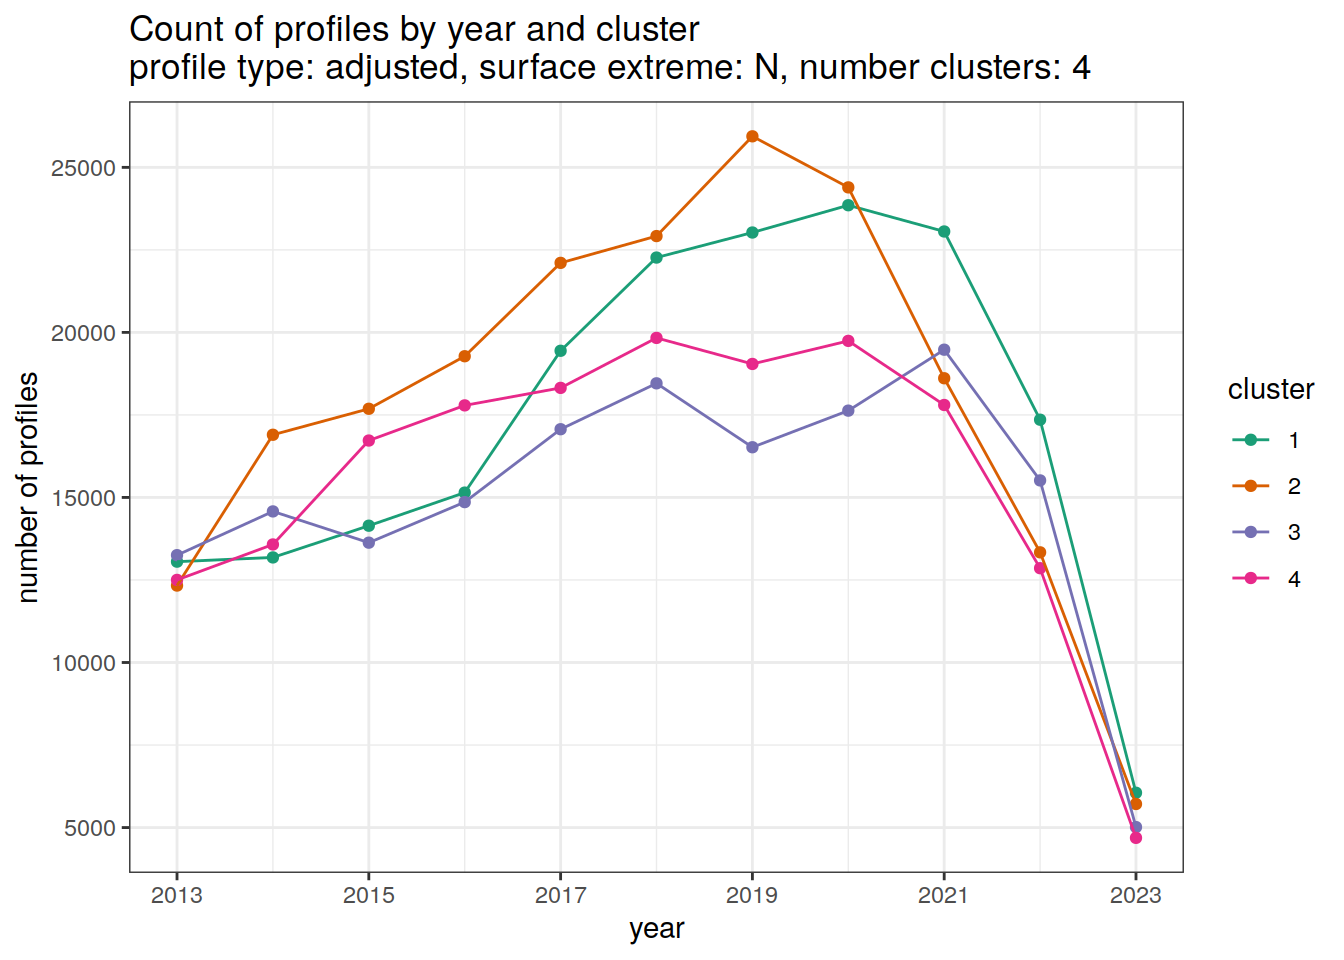 Count of profiles by year and cluster
profile type: adjusted, surface extreme: N, number clusters: 4
number of profiles
25000
20000
15000
10000
5000
2013 2015 2017 2019 2021 2023
year
cluster
1
2
3
4